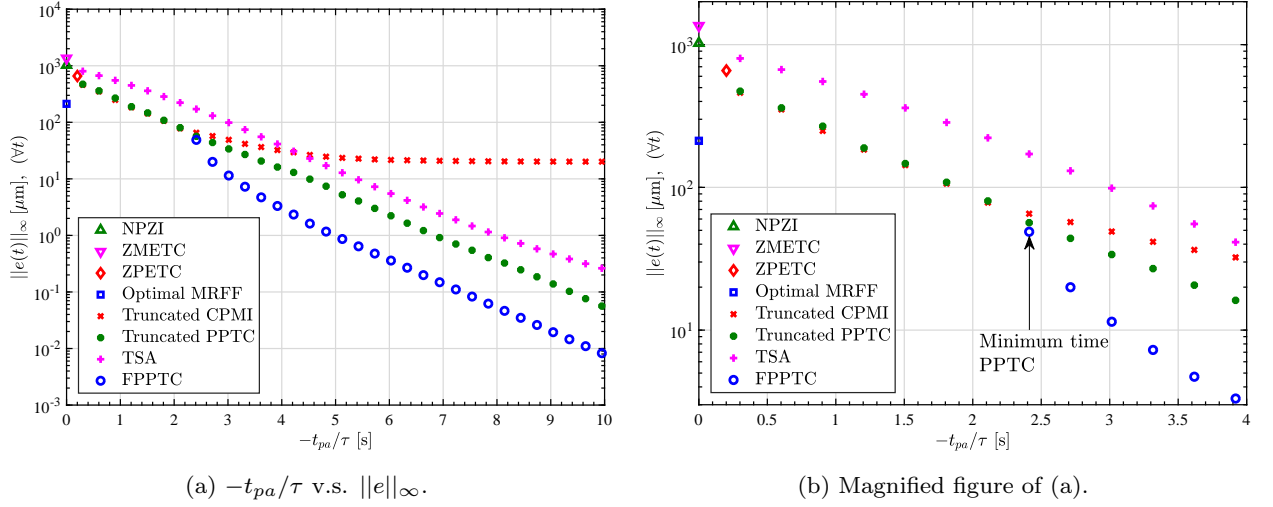 10^4
10^3
10^2
10^1
10^0
10^-1
10^-2
10^-3
||e(t)||∞ [μm], (∀t)
NPZI
ZMETC
ZPETC
Optimal MRFF
Truncated CPMI
Truncated PPTC
TSA
FPPTC
0 1 2 3 4 5 6 7 8 9 10
−t_pa/τ [s]
(a) −t_pa/τ v.s. ||e||∞.
10^3
10^2
10^1
||e(t)||∞ [μm], (∀t)
NPZI
ZMETC
ZPETC
Optimal MRFF
Truncated CPMI
Truncated PPTC
TSA
FPPTC
Minimum time
PPTC
0 0.5 1 1.5 2 2.5 3 3.5 4
−t_pa/τ [s]
(b) Magnified figure of (a).